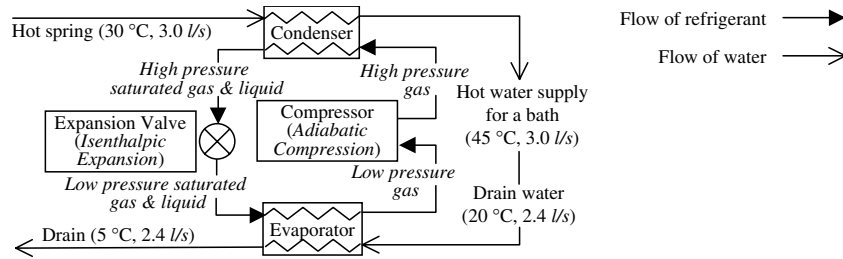 Hot spring (30 °C, 3.0 l/s)
Condenser
Flow of refrigerant
Flow of water
High pressure
saturated gas & liquid
High pressure
gas
Hot water supply
for a bath
(45 °C, 3.0 l/s)
Expansion Valve
(Isenthalpic
Expansion)
Compressor
(Adiabatic
Compression)
Low pressure saturated
gas & liquid
Low pressure
gas
Drain water
(20 °C, 2.4 l/s)
Evaporator
Drain (5 °C, 2.4 l/s)